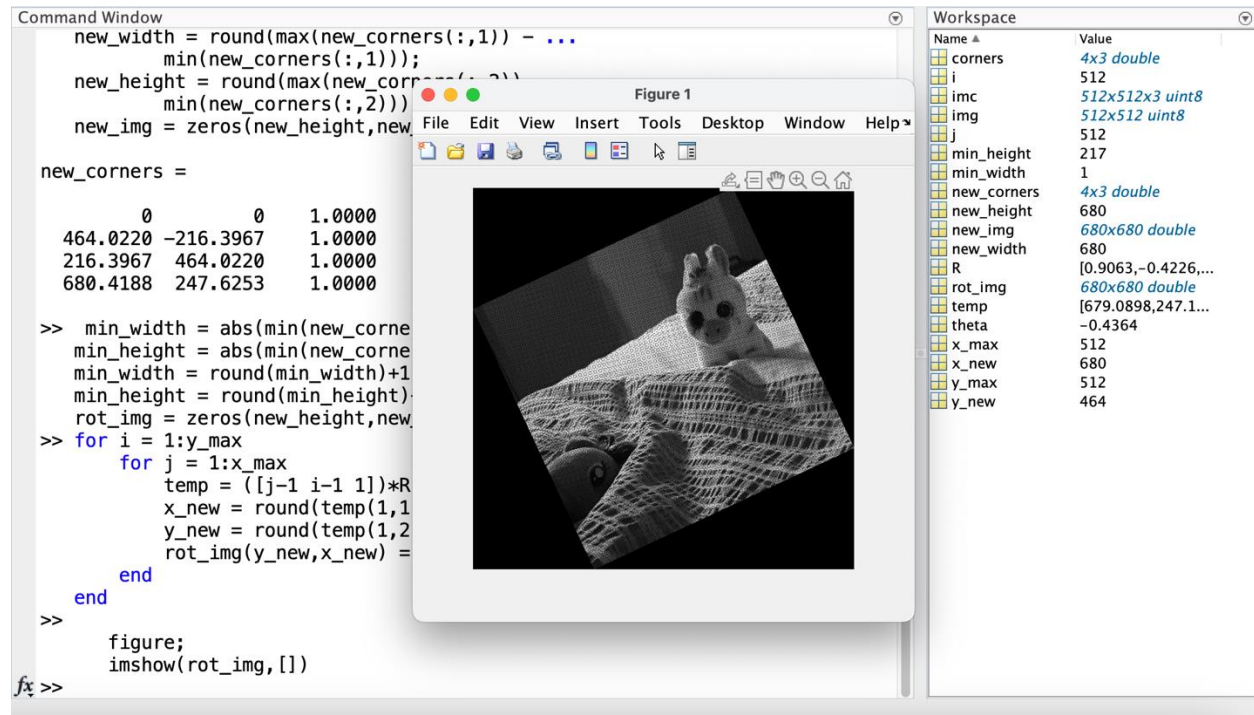 Command Window
new_width = round(max(new_corners(:,1)) - ...
min(new_corners(:,1)));
new_height = round(max(new_corners(:,2))
min(new_corners(:,2)))
new_img = zeros(new_height,new_
new_corners =
0 0 1.0000
464.0220 -216.3967 1.0000
216.3967 464.0220 1.0000
680.4188 247.6253 1.0000
>> min_width = abs(min(new_corne
min_height = abs(min(new_corne
min_width = round(min_width)+1
min_height = round(min_height)
rot_img = zeros(new_height,new_
>> for i = 1:y_max
for j = 1:x_max
temp = ([j-1 i-1 1])*R
x_new = round(temp(1,1
y_new = round(temp(1,2
rot_img(y_new,x_new) =
end
end
>>
figure;
imshow(rot_img,[])
fx >>
Figure 1
File Edit View Insert Tools Desktop Window Help
Workspace
Name Value
corners 4x3 double
i 512
imc 512x512x3 uint8
img 512x512 uint8
j 512
min_height 217
min_width 1
new_corners 4x3 double
new_height 680
new_img 680x680 double
new_width 680
R [0.9063,-0.4226,...
rot_img 680x680 double
temp [679.0898,247.1...
theta -0.4364
x_max 512
x_new 680
y_max 512
y_new 464